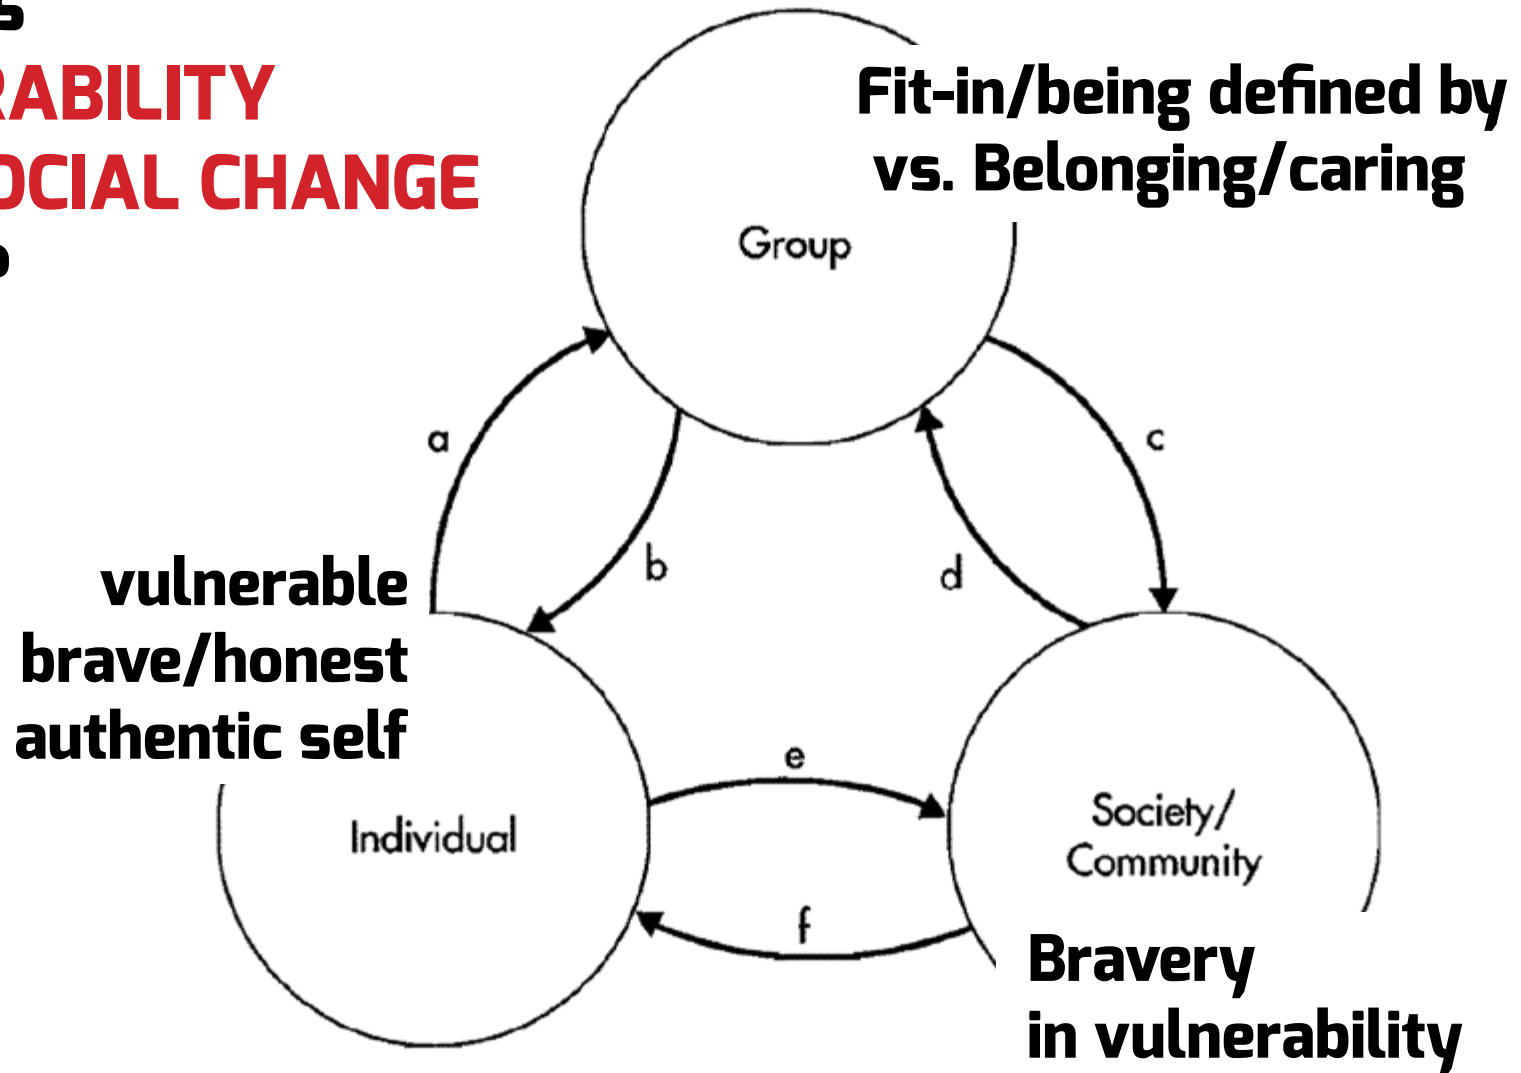 RABILITY
OCIAL CHANGE
Fit-in/being defined by
vs. Belonging/caring
Group
a
c
b
d
vulnerable
brave/honest
authentic self
e
Individual
Society/
Community
f
Bravery
in vulnerability